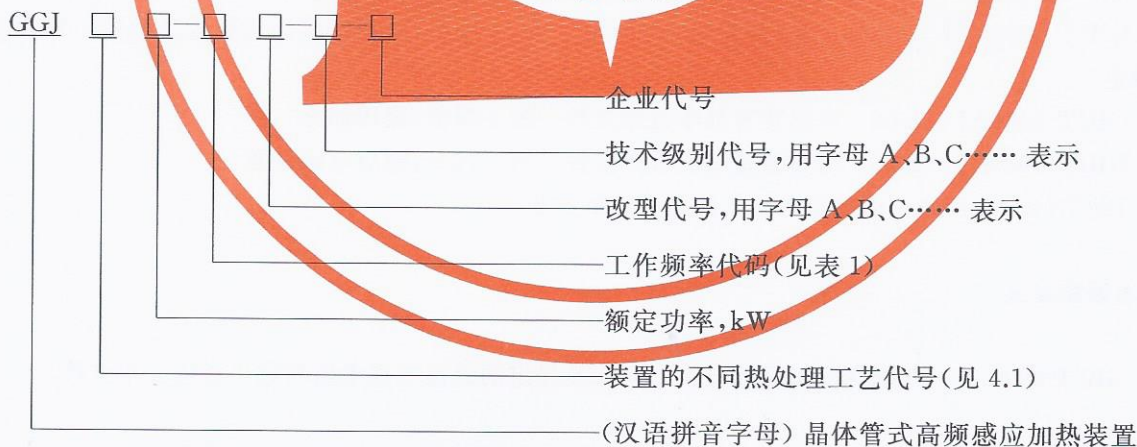 GGJ □ □—□ □—□—□
企业代号
技术级别代号,用字母 A、B、C…… 表示
改型代号,用字母 A、B、C…… 表示
工作频率代码(见表 1)
额定功率,kW
装置的不同热处理工艺代号(见 4.1)
(汉语拼音字母) 晶体管式高频感应加热装置